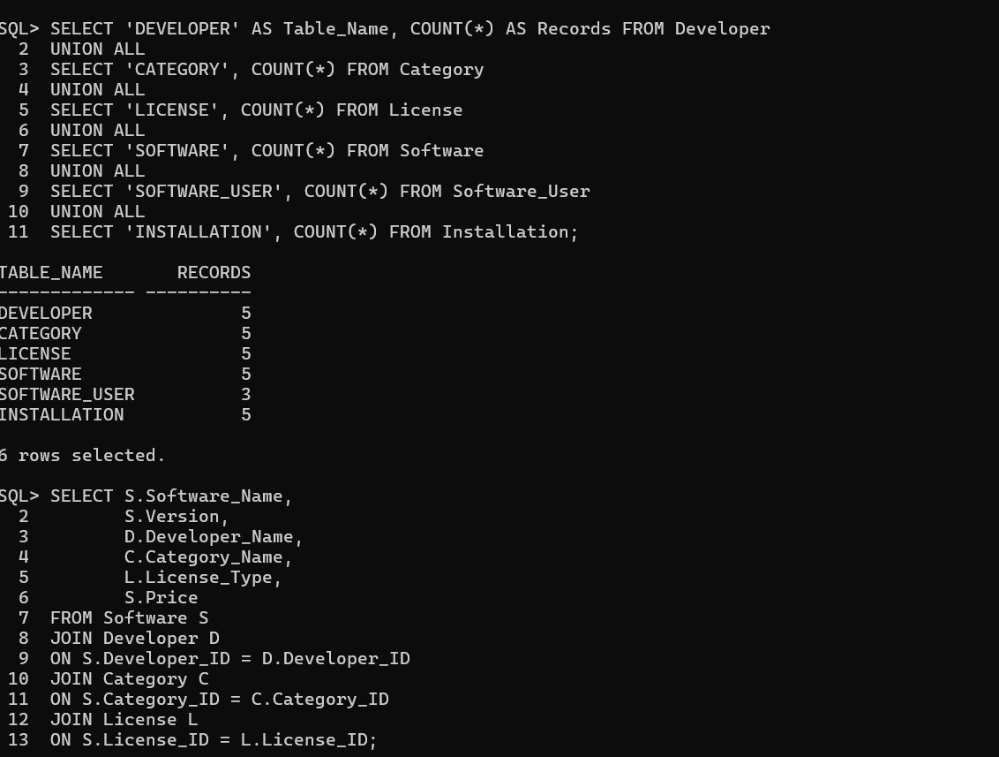 SQL> SELECT 'DEVELOPER' AS Table_Name, COUNT(*) AS Records FROM Developer
  2  UNION ALL
  3  SELECT 'CATEGORY', COUNT(*) FROM Category
  4  UNION ALL
  5  SELECT 'LICENSE', COUNT(*) FROM License
  6  UNION ALL
  7  SELECT 'SOFTWARE', COUNT(*) FROM Software
  8  UNION ALL
  9  SELECT 'SOFTWARE_USER', COUNT(*) FROM Software_User
 10  UNION ALL
 11  SELECT 'INSTALLATION', COUNT(*) FROM Installation;

TABLE_NAME       RECORDS
------------- ----------
DEVELOPER              5
CATEGORY               5
LICENSE                5
SOFTWARE               5
SOFTWARE_USER          3
INSTALLATION           5

6 rows selected.

SQL> SELECT S.Software_Name,
  2         S.Version,
  3         D.Developer_Name,
  4         C.Category_Name,
  5         L.License_Type,
  6         S.Price
  7  FROM Software S
  8  JOIN Developer D
  9  ON S.Developer_ID = D.Developer_ID
 10  JOIN Category C
 11  ON S.Category_ID = C.Category_ID
 12  JOIN License L
 13  ON S.License_ID = L.License_ID;